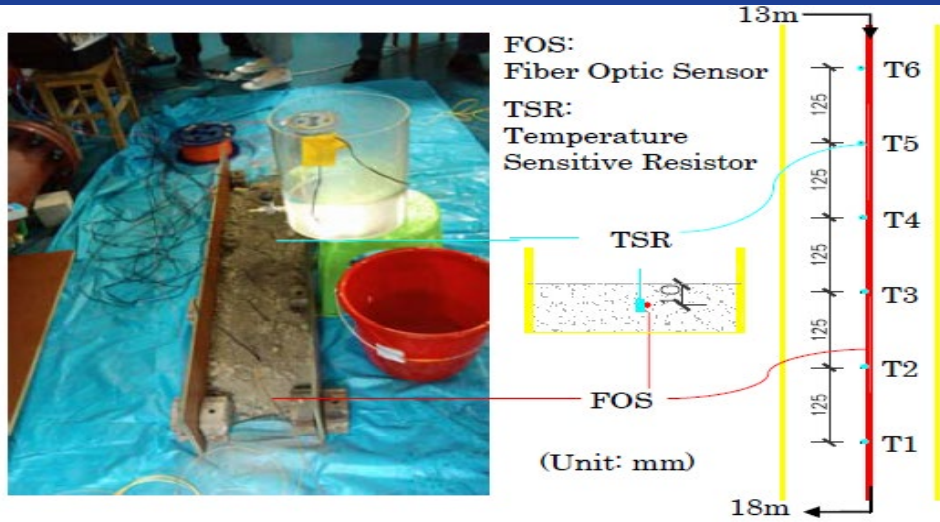 13m
FOS:
Fiber Optic Sensor
TSR:
Temperature
Sensitive Resistor
T6
125
T5
125
T4
125
T3
125
T2
125
T1
TSR
10
FOS
(Unit: mm)
18m